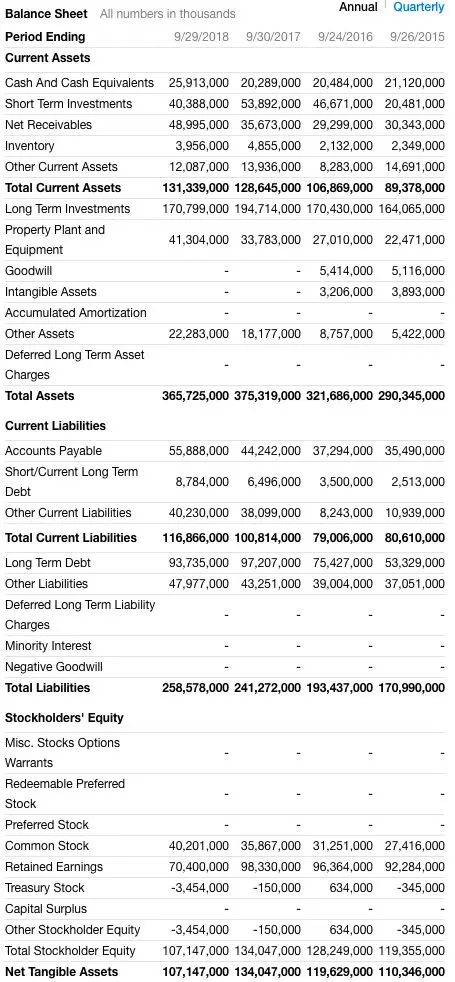 Balance Sheet All numbers in thousands Annual Quarterly
Period Ending 9/29/2018 9/30/2017 9/24/2016 9/26/2015
Current Assets
Cash And Cash Equivalents 25,913,000 20,289,000 20,484,000 21,120,000
Short Term Investments 40,388,000 53,892,000 46,671,000 20,481,000
Net Receivables 48,995,000 35,673,000 29,299,000 30,343,000
Inventory 3,956,000 4,855,000 2,132,000 2,349,000
Other Current Assets 12,087,000 13,936,000 8,283,000 14,691,000
Total Current Assets 131,339,000 128,645,000 106,869,000 89,378,000
Long Term Investments 170,799,000 194,714,000 170,430,000 164,065,000
Property Plant and
Equipment 41,304,000 33,783,000 27,010,000 22,471,000
Goodwill - - 5,414,000 5,116,000
Intangible Assets - - 3,206,000 3,893,000
Accumulated Amortization - - - -
Other Assets 22,283,000 18,177,000 8,757,000 5,422,000
Deferred Long Term Asset
Charges - - - -
Total Assets 365,725,000 375,319,000 321,686,000 290,345,000
Current Liabilities
Accounts Payable 55,888,000 44,242,000 37,294,000 35,490,000
Short/Current Long Term
Debt 8,784,000 6,496,000 3,500,000 2,513,000
Other Current Liabilities 40,230,000 38,099,000 8,243,000 10,939,000
Total Current Liabilities 116,866,000 100,814,000 79,006,000 80,610,000
Long Term Debt 93,735,000 97,207,000 75,427,000 53,329,000
Other Liabilities 47,977,000 43,251,000 39,004,000 37,051,000
Deferred Long Term Liability
Charges - - - -
Minority Interest - - - -
Negative Goodwill - - - -
Total Liabilities 258,578,000 241,272,000 193,437,000 170,990,000
Stockholders' Equity
Misc. Stocks Options
Warrants - - - -
Redeemable Preferred
Stock - - - -
Preferred Stock - - - -
Common Stock 40,201,000 35,867,000 31,251,000 27,416,000
Retained Earnings 70,400,000 98,330,000 96,364,000 92,284,000
Treasury Stock -3,454,000 -150,000 634,000 -345,000
Capital Surplus - - - -
Other Stockholder Equity -3,454,000 -150,000 634,000 -345,000
Total Stockholder Equity 107,147,000 134,047,000 128,249,000 119,355,000
Net Tangible Assets 107,147,000 134,047,000 119,629,000 110,346,000